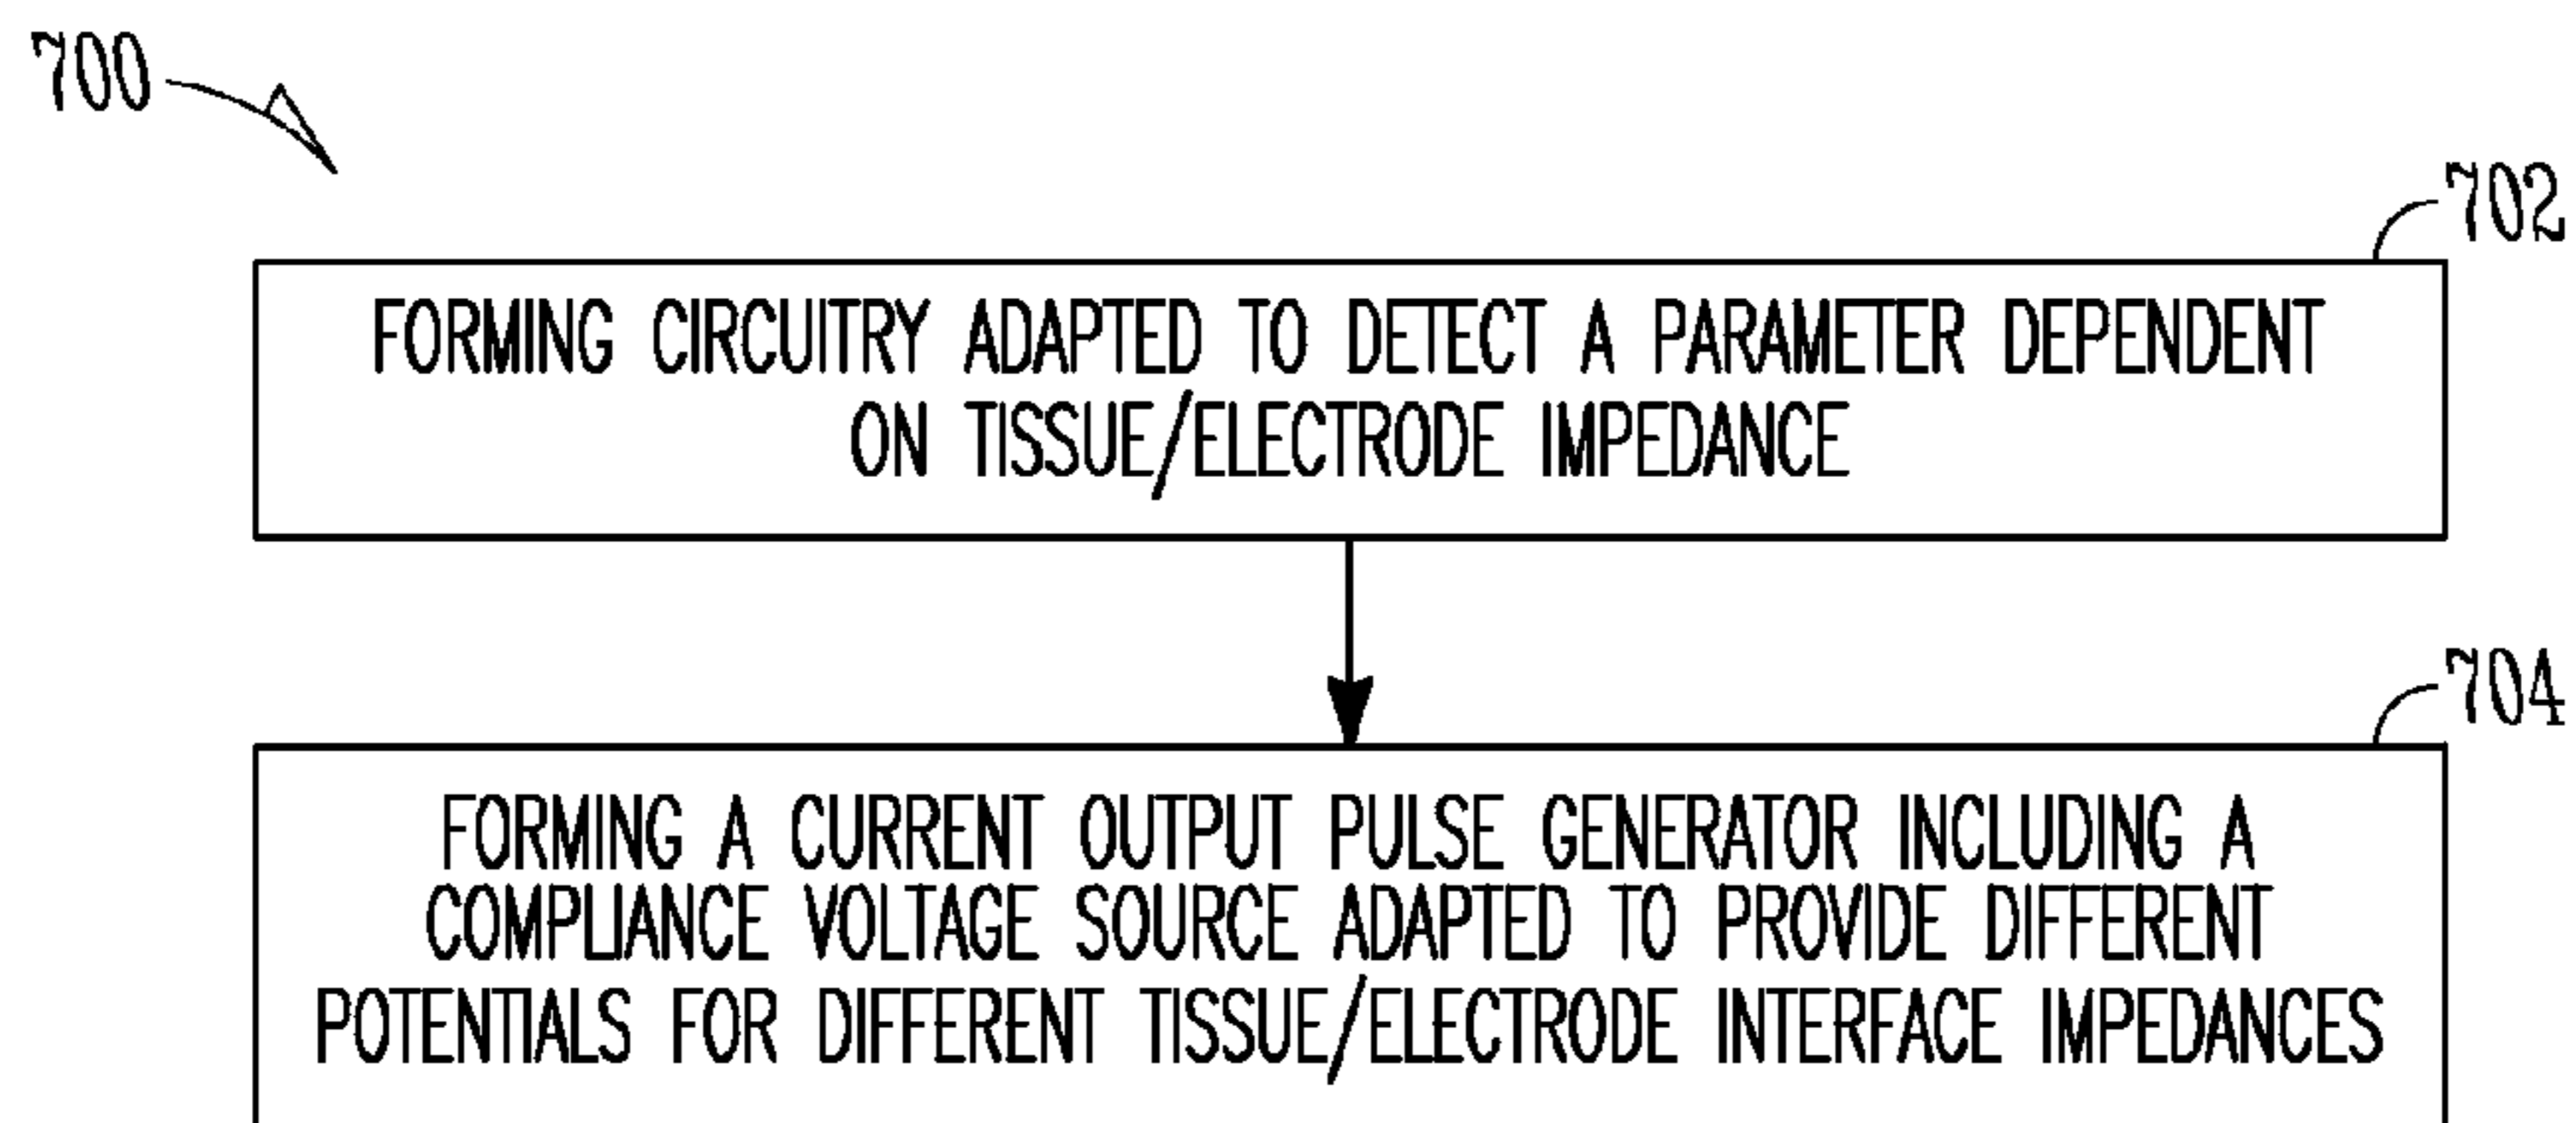 700
702
FORMING CIRCUITRY ADAPTED TO DETECT A PARAMETER DEPENDENT
ON TISSUE/ELECTRODE IMPEDANCE
704
FORMING A CURRENT OUTPUT PULSE GENERATOR INCLUDING A
COMPLIANCE VOLTAGE SOURCE ADAPTED TO PROVIDE DIFFERENT
POTENTIALS FOR DIFFERENT TISSUE/ELECTRODE INTERFACE IMPEDANCES